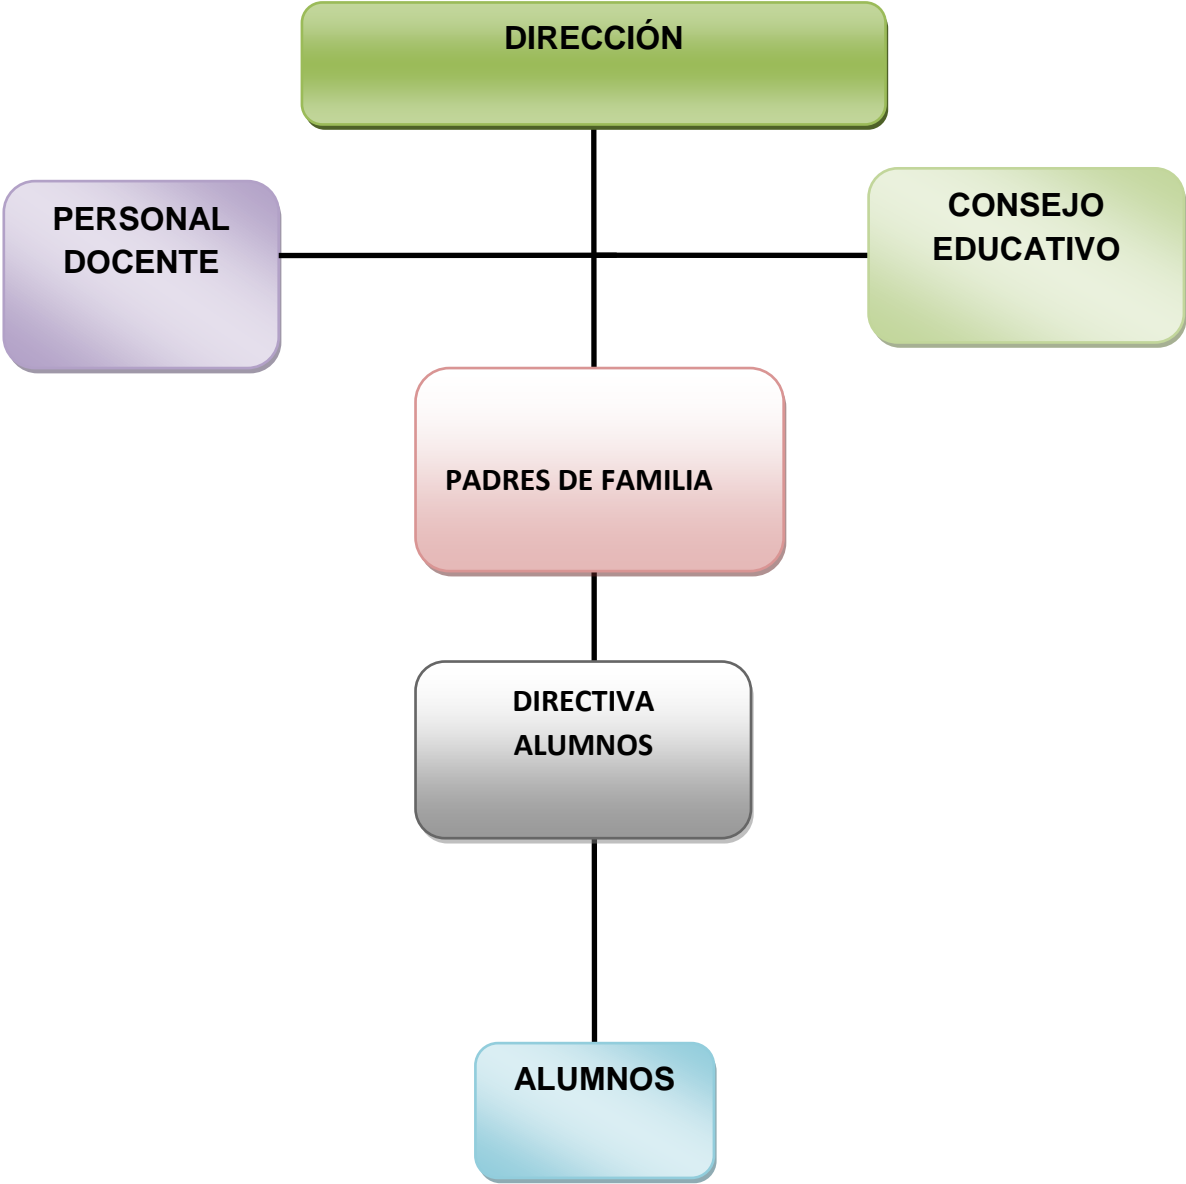 DIRECCIÓN
PERSONAL
DOCENTE
CONSEJO
EDUCATIVO
PADRES DE FAMILIA
DIRECTIVA
ALUMNOS
ALUMNOS